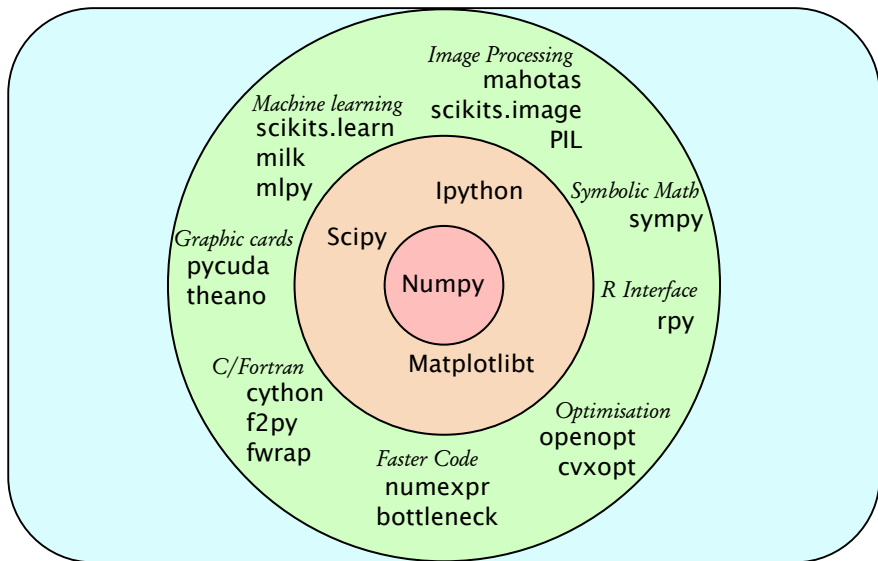 Image Processing
mahotas
scikits.image
PIL
Machine learning
scikits.learn
milk
mlpy
Symbolic Math
sympy
Ipython
Scipy
Graphic cards
pycuda
theano
Numpy
R Interface
rpy
Matplotlibt
C/Fortran
cython
f2py
fwrap
Optimisation
openopt
cvxopt
Faster Code
numexpr
bottleneck